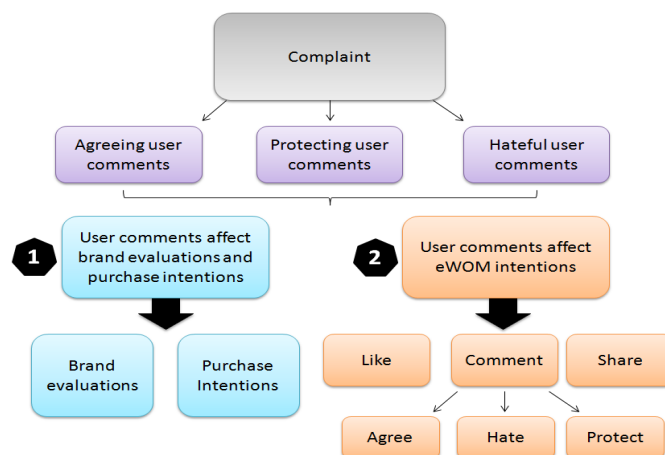 Complaint
Agreeing user
comments
Protecting user
comments
Hateful user
comments
1
User comments affect
brand evaluations and
purchase intentions
2
User comments affect
eWOM intentions
Brand
evaluations
Purchase
Intentions
Like
Comment
Share
Agree
Hate
Protect